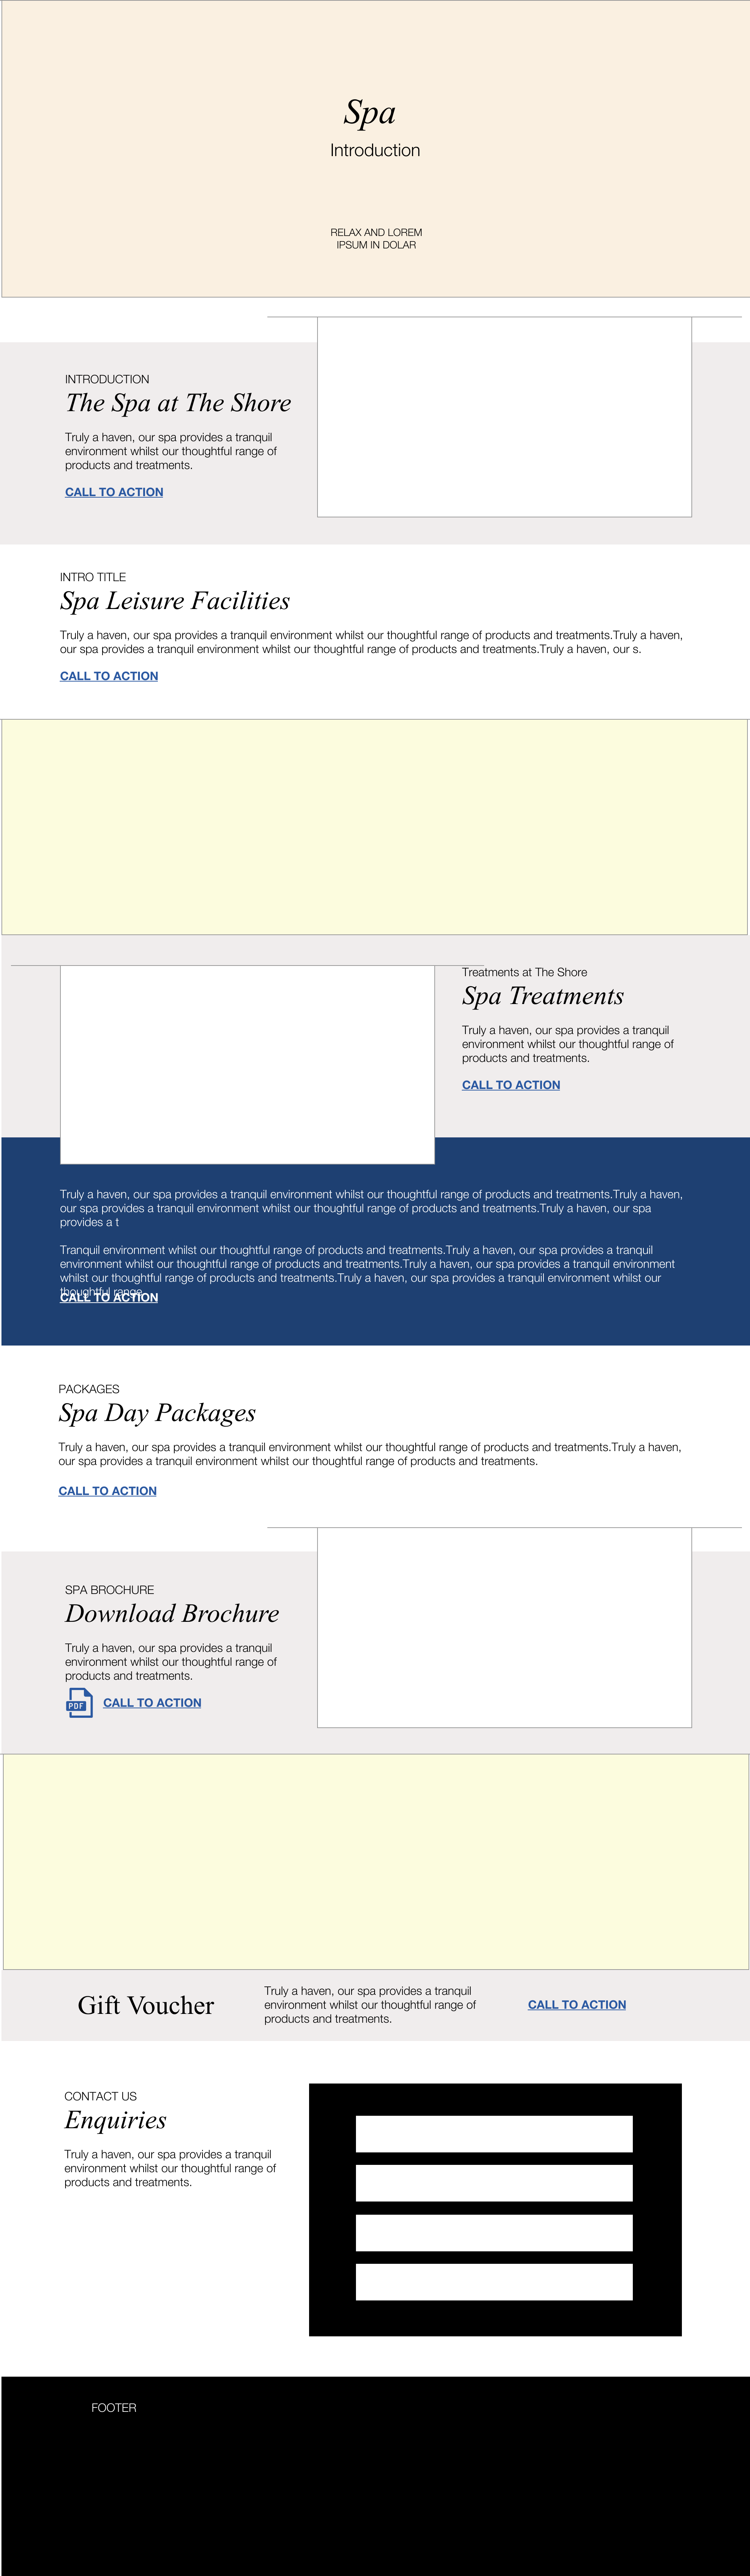 Spa
Introduction
RELAX AND LOREM
IPSUM IN DOLAR
INTRODUCTION
The Spa at The Shore
Truly a haven, our spa provides a tranquil
environment whilst our thoughtful range of
products and treatments.
CALL TO ACTION
INTRO TITLE
Spa Leisure Facilities
Truly a haven, our spa provides a tranquil environment whilst our thoughtful range of products and treatments.Truly a haven,
our spa provides a tranquil environment whilst our thoughtful range of products and treatments.Truly a haven, our s.
CALL TO ACTION
Treatments at The Shore
Spa Treatments
Truly a haven, our spa provides a tranquil
environment whilst our thoughtful range of
products and treatments.
CALL TO ACTION
Truly a haven, our spa provides a tranquil environment whilst our thoughtful range of products and treatments.Truly a haven,
our spa provides a tranquil environment whilst our thoughtful range of products and treatments.Truly a haven, our spa
provides a t
Tranquil environment whilst our thoughtful range of products and treatments.Truly a haven, our spa provides a tranquil
environment whilst our thoughtful range of products and treatments.Truly a haven, our spa provides a tranquil environment
whilst our thoughtful range of products and treatments.Truly a haven, our spa provides a tranquil environment whilst our
thoughtful range
CALL TO ACTION
PACKAGES
Spa Day Packages
Truly a haven, our spa provides a tranquil environment whilst our thoughtful range of products and treatments.Truly a haven,
our spa provides a tranquil environment whilst our thoughtful range of products and treatments.
CALL TO ACTION
SPA BROCHURE
Download Brochure
Truly a haven, our spa provides a tranquil
environment whilst our thoughtful range of
products and treatments.
PDF CALL TO ACTION
Gift Voucher
Truly a haven, our spa provides a tranquil
environment whilst our thoughtful range of
products and treatments.
CALL TO ACTION
CONTACT US
Enquiries
Truly a haven, our spa provides a tranquil
environment whilst our thoughtful range of
products and treatments.
FOOTER